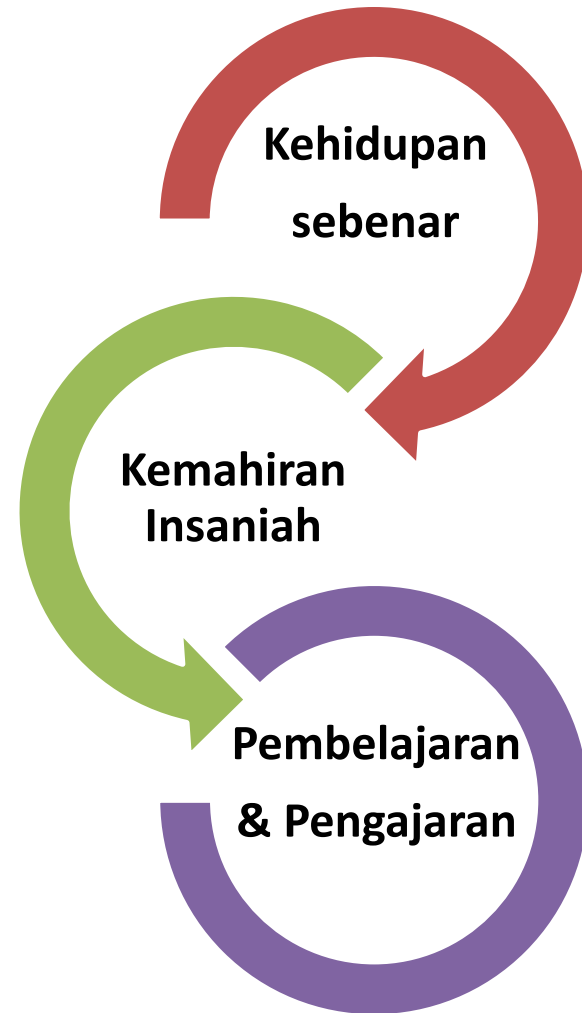 Kehidupan
sebenar
Kemahiran
Insaniah
Pembelajaran
& Pengajaran